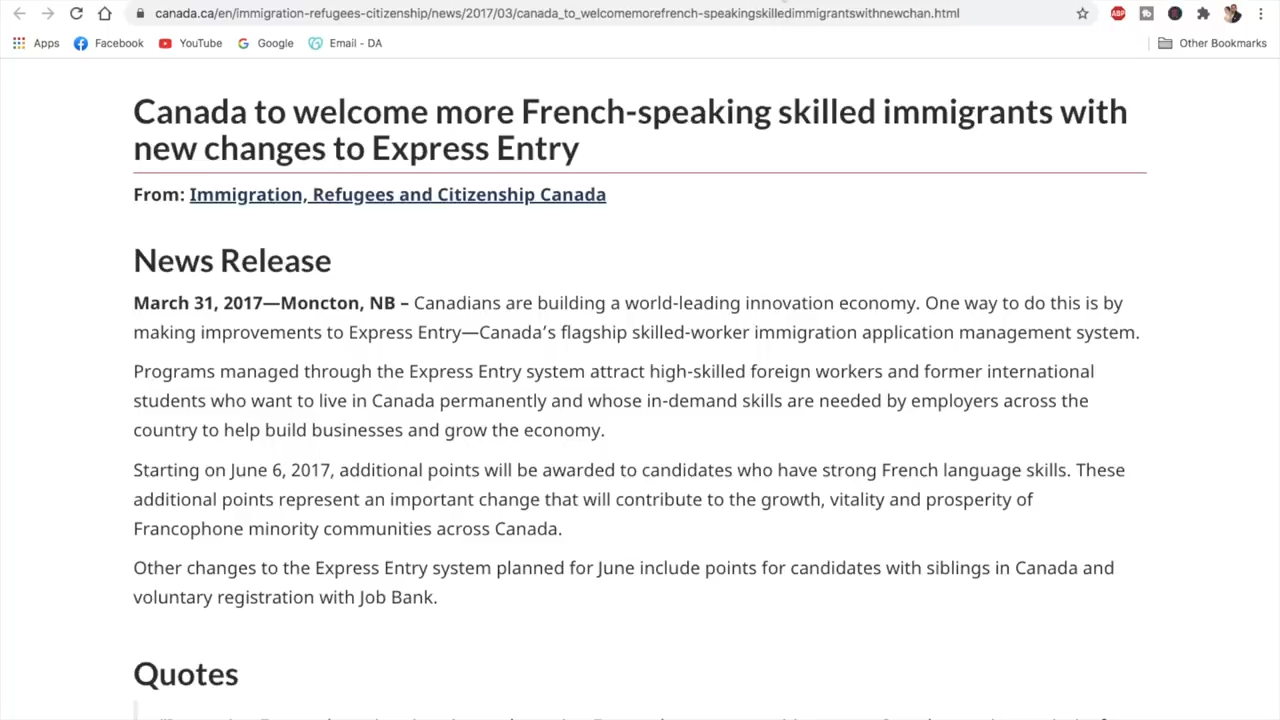 canada.ca/en/immigration-refugees-citizenship/news/2017/03/canada_to_welcomemorefrench-speakingskilledimmigrantswithnewchan.html
ABP
Apps Facebook YouTube Google Email - DA Other Bookmarks
Canada to welcome more French-speaking skilled immigrants with
new changes to Express Entry
From: Immigration, Refugees and Citizenship Canada
News Release
March 31, 2017—Moncton, NB – Canadians are building a world-leading innovation economy. One way to do this is by
making improvements to Express Entry—Canada’s flagship skilled-worker immigration application management system.
Programs managed through the Express Entry system attract high-skilled foreign workers and former international
students who want to live in Canada permanently and whose in-demand skills are needed by employers across the
country to help build businesses and grow the economy.
Starting on June 6, 2017, additional points will be awarded to candidates who have strong French language skills. These
additional points represent an important change that will contribute to the growth, vitality and prosperity of
Francophone minority communities across Canada.
Other changes to the Express Entry system planned for June include points for candidates with siblings in Canada and
voluntary registration with Job Bank.
Quotes